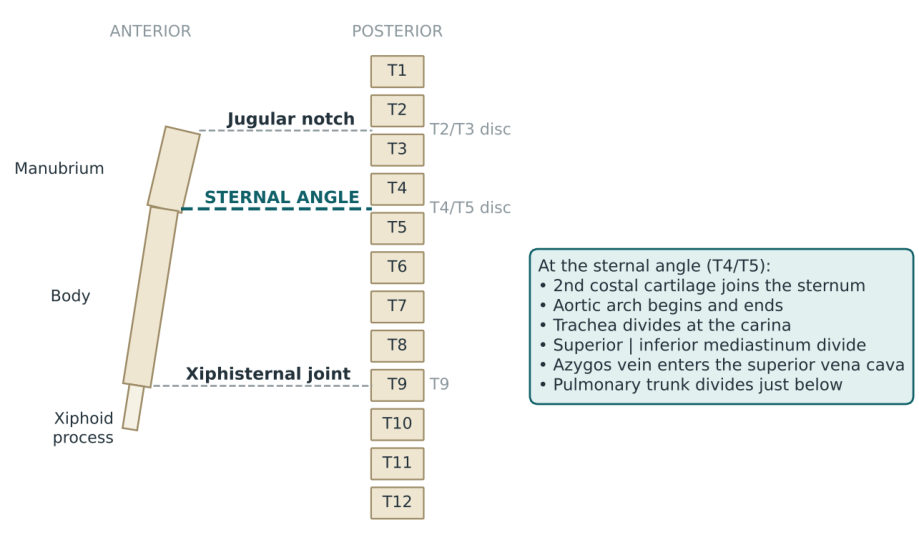 ANTERIOR
POSTERIOR
T1
T2
Jugular notch
T2/T3 disc
T3
Manubrium
T4
STERNAL ANGLE
T4/T5 disc
T5
T6
Body
T7
T8
Xiphisternal joint
T9
T9
Xiphoid
process
T10
T11
T12
At the sternal angle (T4/T5):
• 2nd costal cartilage joins the sternum
• Aortic arch begins and ends
• Trachea divides at the carina
• Superior | inferior mediastinum divide
• Azygos vein enters the superior vena cava
• Pulmonary trunk divides just below